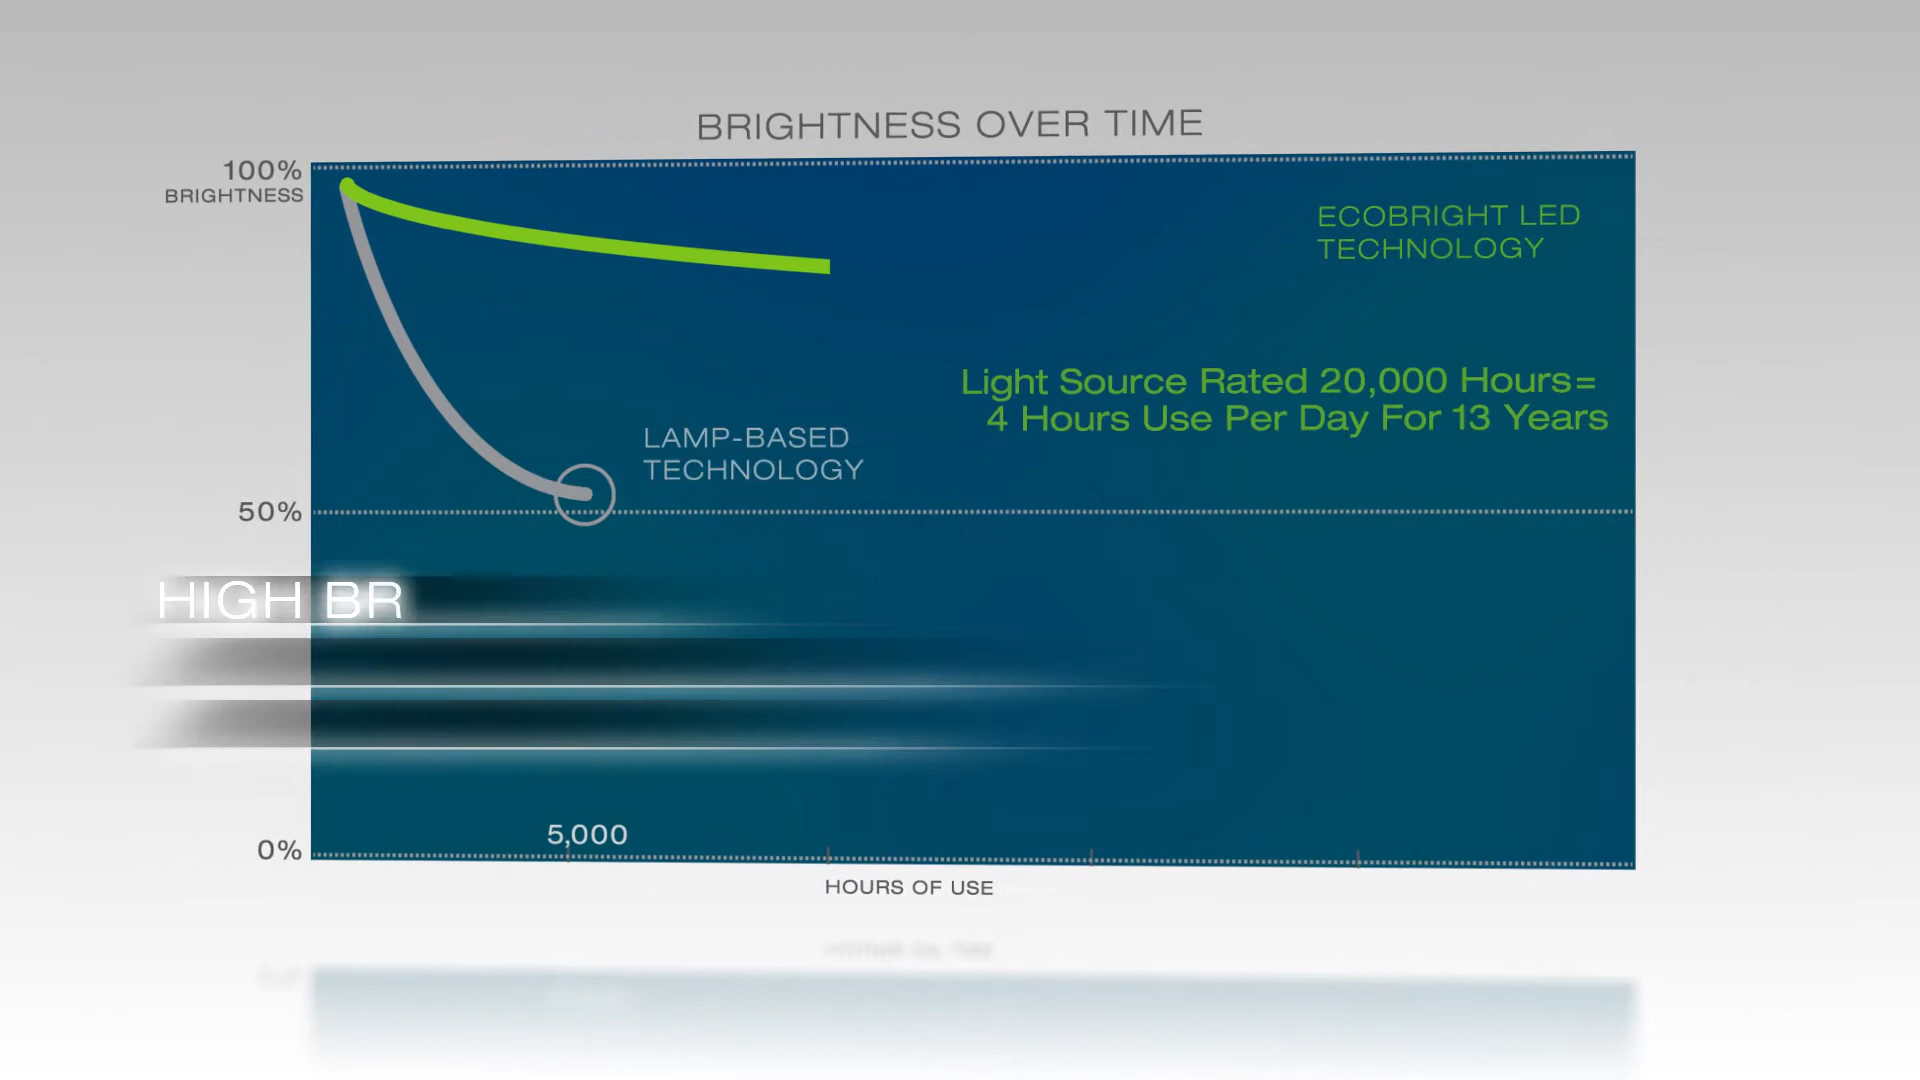 BRIGHTNESS OVER TIME
100%
BRIGHTNESS
ECOBRIGHT LED
TECHNOLOGY
Light Source Rated 20,000 Hours=
4 Hours Use Per Day For 13 Years
LAMP-BASED
TECHNOLOGY
50%
HIGH BR
5,000
0%
HOURS OF USE